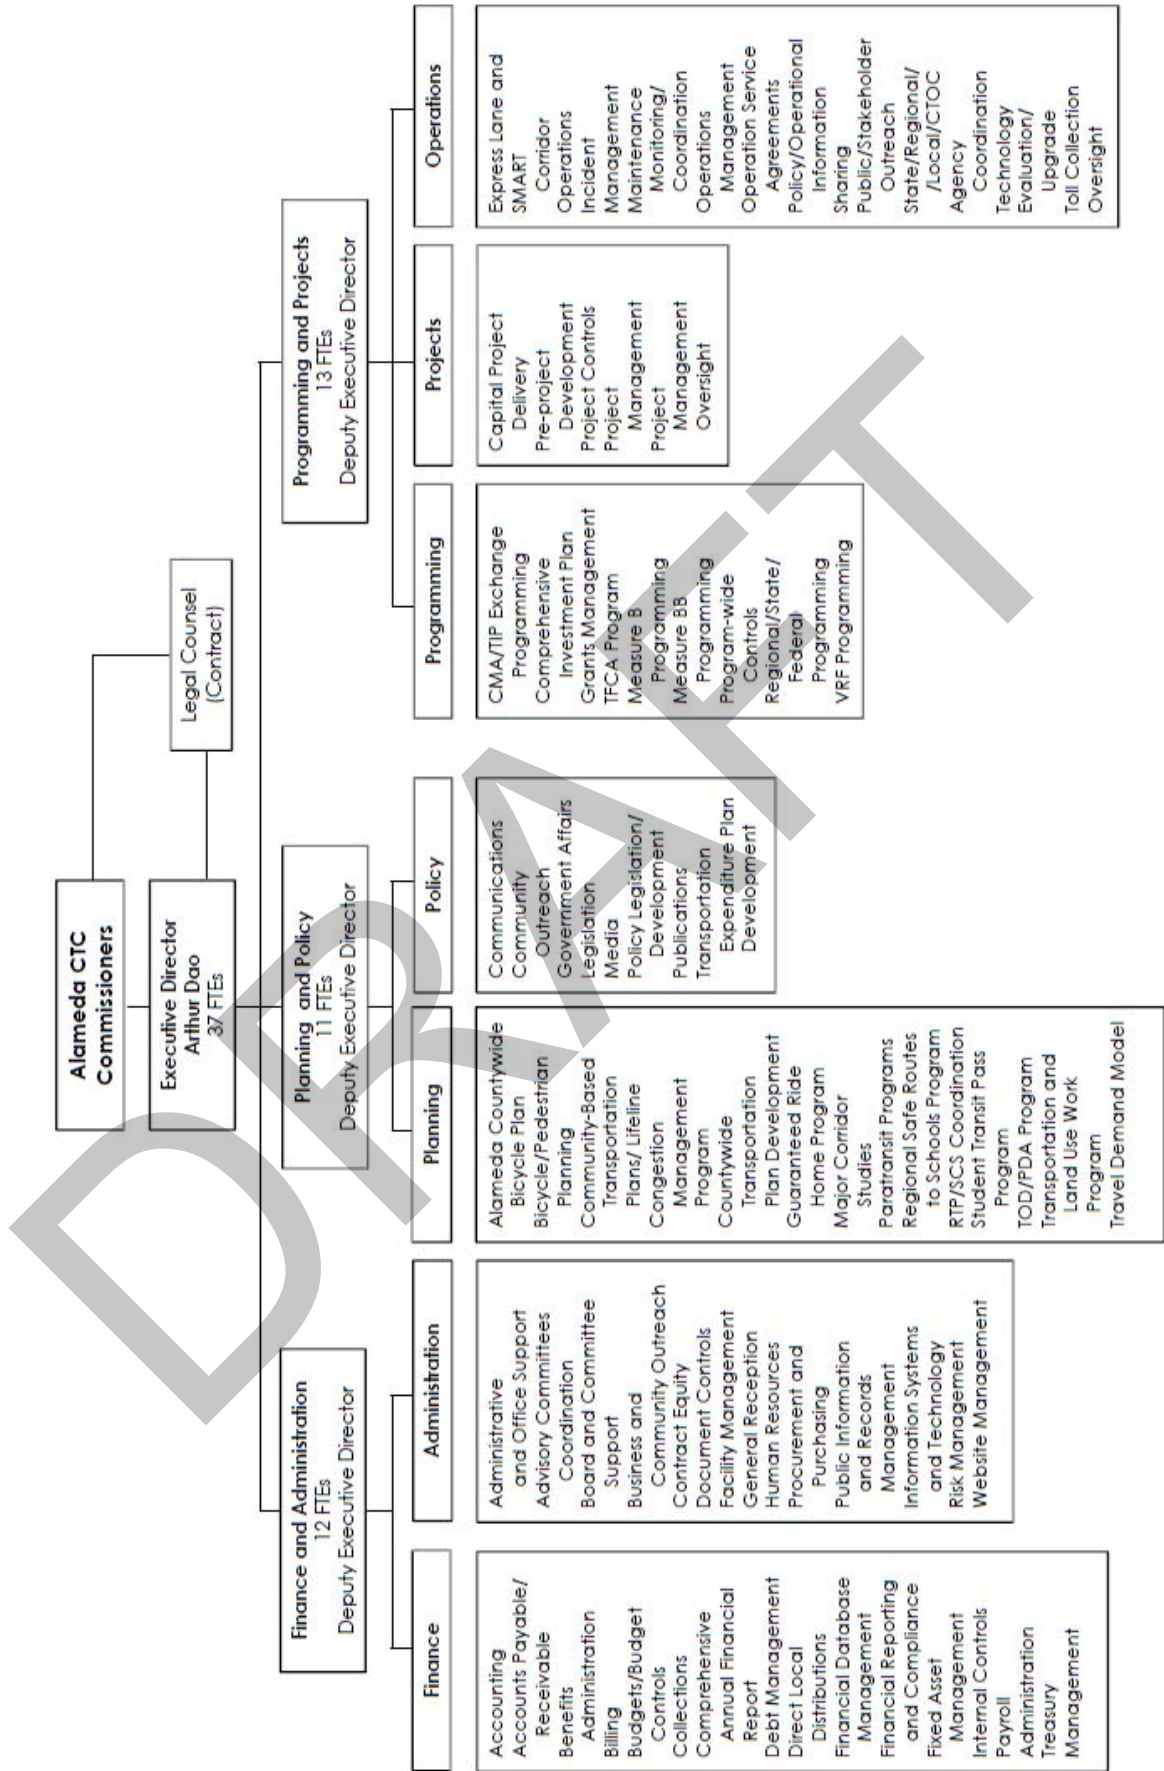 Alameda CTC
Commissioners
Executive Director
Arthur Dao
37 FTEs
Legal Counsel
(Contract)
Finance and Administration
12 FTEs
Deputy Executive Director
Planning and Policy
11 FTEs
Deputy Executive Director
Programming and Projects
13 FTEs
Deputy Executive Director
Finance
Accounting
Accounts Payable/
Receivable
Benefits
Administration
Billing
Budgets/Budget
Controls
Collections
Comprehensive
Annual Financial
Report
Debt Management
Direct Local
Distributions
Financial Database
Management
Financial Reporting
and Compliance
Fixed Asset
Management
Internal Controls
Payroll
Administration
Treasury
Management
Administration
Administrative
and Office Support
Advisory Committees
Coordination
Board and Committee
Support
Business and
Community Outreach
Contract Equity
Document Controls
Facility Management
General Reception
Human Resources
Procurement and
Purchasing
Public Information
and Records
Management
Information Systems
and Technology
Risk Management
Website Management
Planning
Alameda Countywide
Bicycle Plan
Bicycle/Pedestrian
Planning
Community-Based
Transportation
Plans/ Lifeline
Congestion
Management
Program
Countywide
Transportation
Plan Development
Guaranteed Ride
Home Program
Major Corridor
Studies
Paratransit Programs
Regional Safe Routes
to Schools Program
RTP/SCS Coordination
Student Transit Pass
Program
TOD/PDA Program
Transportation and
Land Use Work
Program
Travel Demand Model
Policy
Communications
Community
Outreach
Government Affairs
Legislation
Media
Policy Legislation/
Development
Publications
Transportation
Expenditure Plan
Development
Programming
CMA/TIP Exchange
Programming
Comprehensive
Investment Plan
Grants Management
TFCA Program
Measure B
Programming
Measure BB
Programming
Program-wide
Controls
Regional/State/
Federal
Programming
VRF Programming
Projects
Capital Project
Delivery
Pre-project
Development
Project Controls
Project
Management
Project
Management
Oversight
Operations
Express Lane and
SMART
Corridor
Operations
Incident
Management
Maintenance
Monitoring/
Coordination
Operations
Management
Operation Service
Agreements
Policy/Operational
Information
Sharing
Public/Stakeholder
Outreach
State/Regional/
/Local/CTOC
Agency
Coordination
Technology
Evaluation/
Upgrade
Toll Collection
Oversight
DRAFT